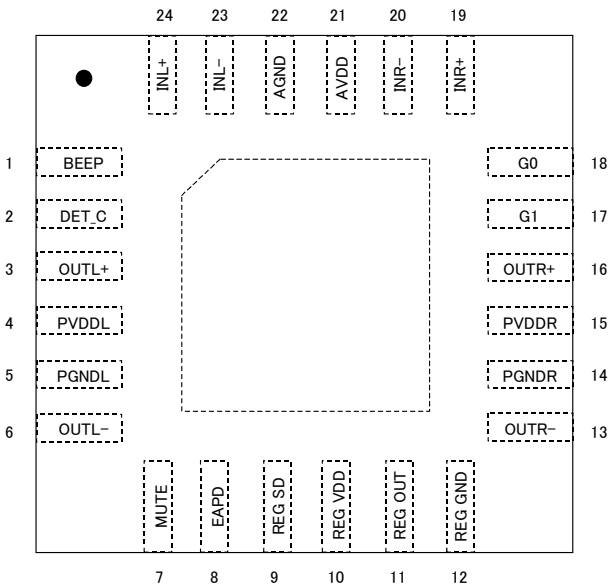 24 23 22 21 20 19
INL+ INL- AGND AVDD INR- INR+
1 BEEP G0 18
2 DET_C G1 17
3 OUTL+ OUTR+ 16
4 PVDDL PVDDR 15
5 PGNDL PGNDR 14
6 OUTL- OUTR- 13
MUTE EAPD REG SD REG VDD REG OUT REG GND
7 8 9 10 11 12